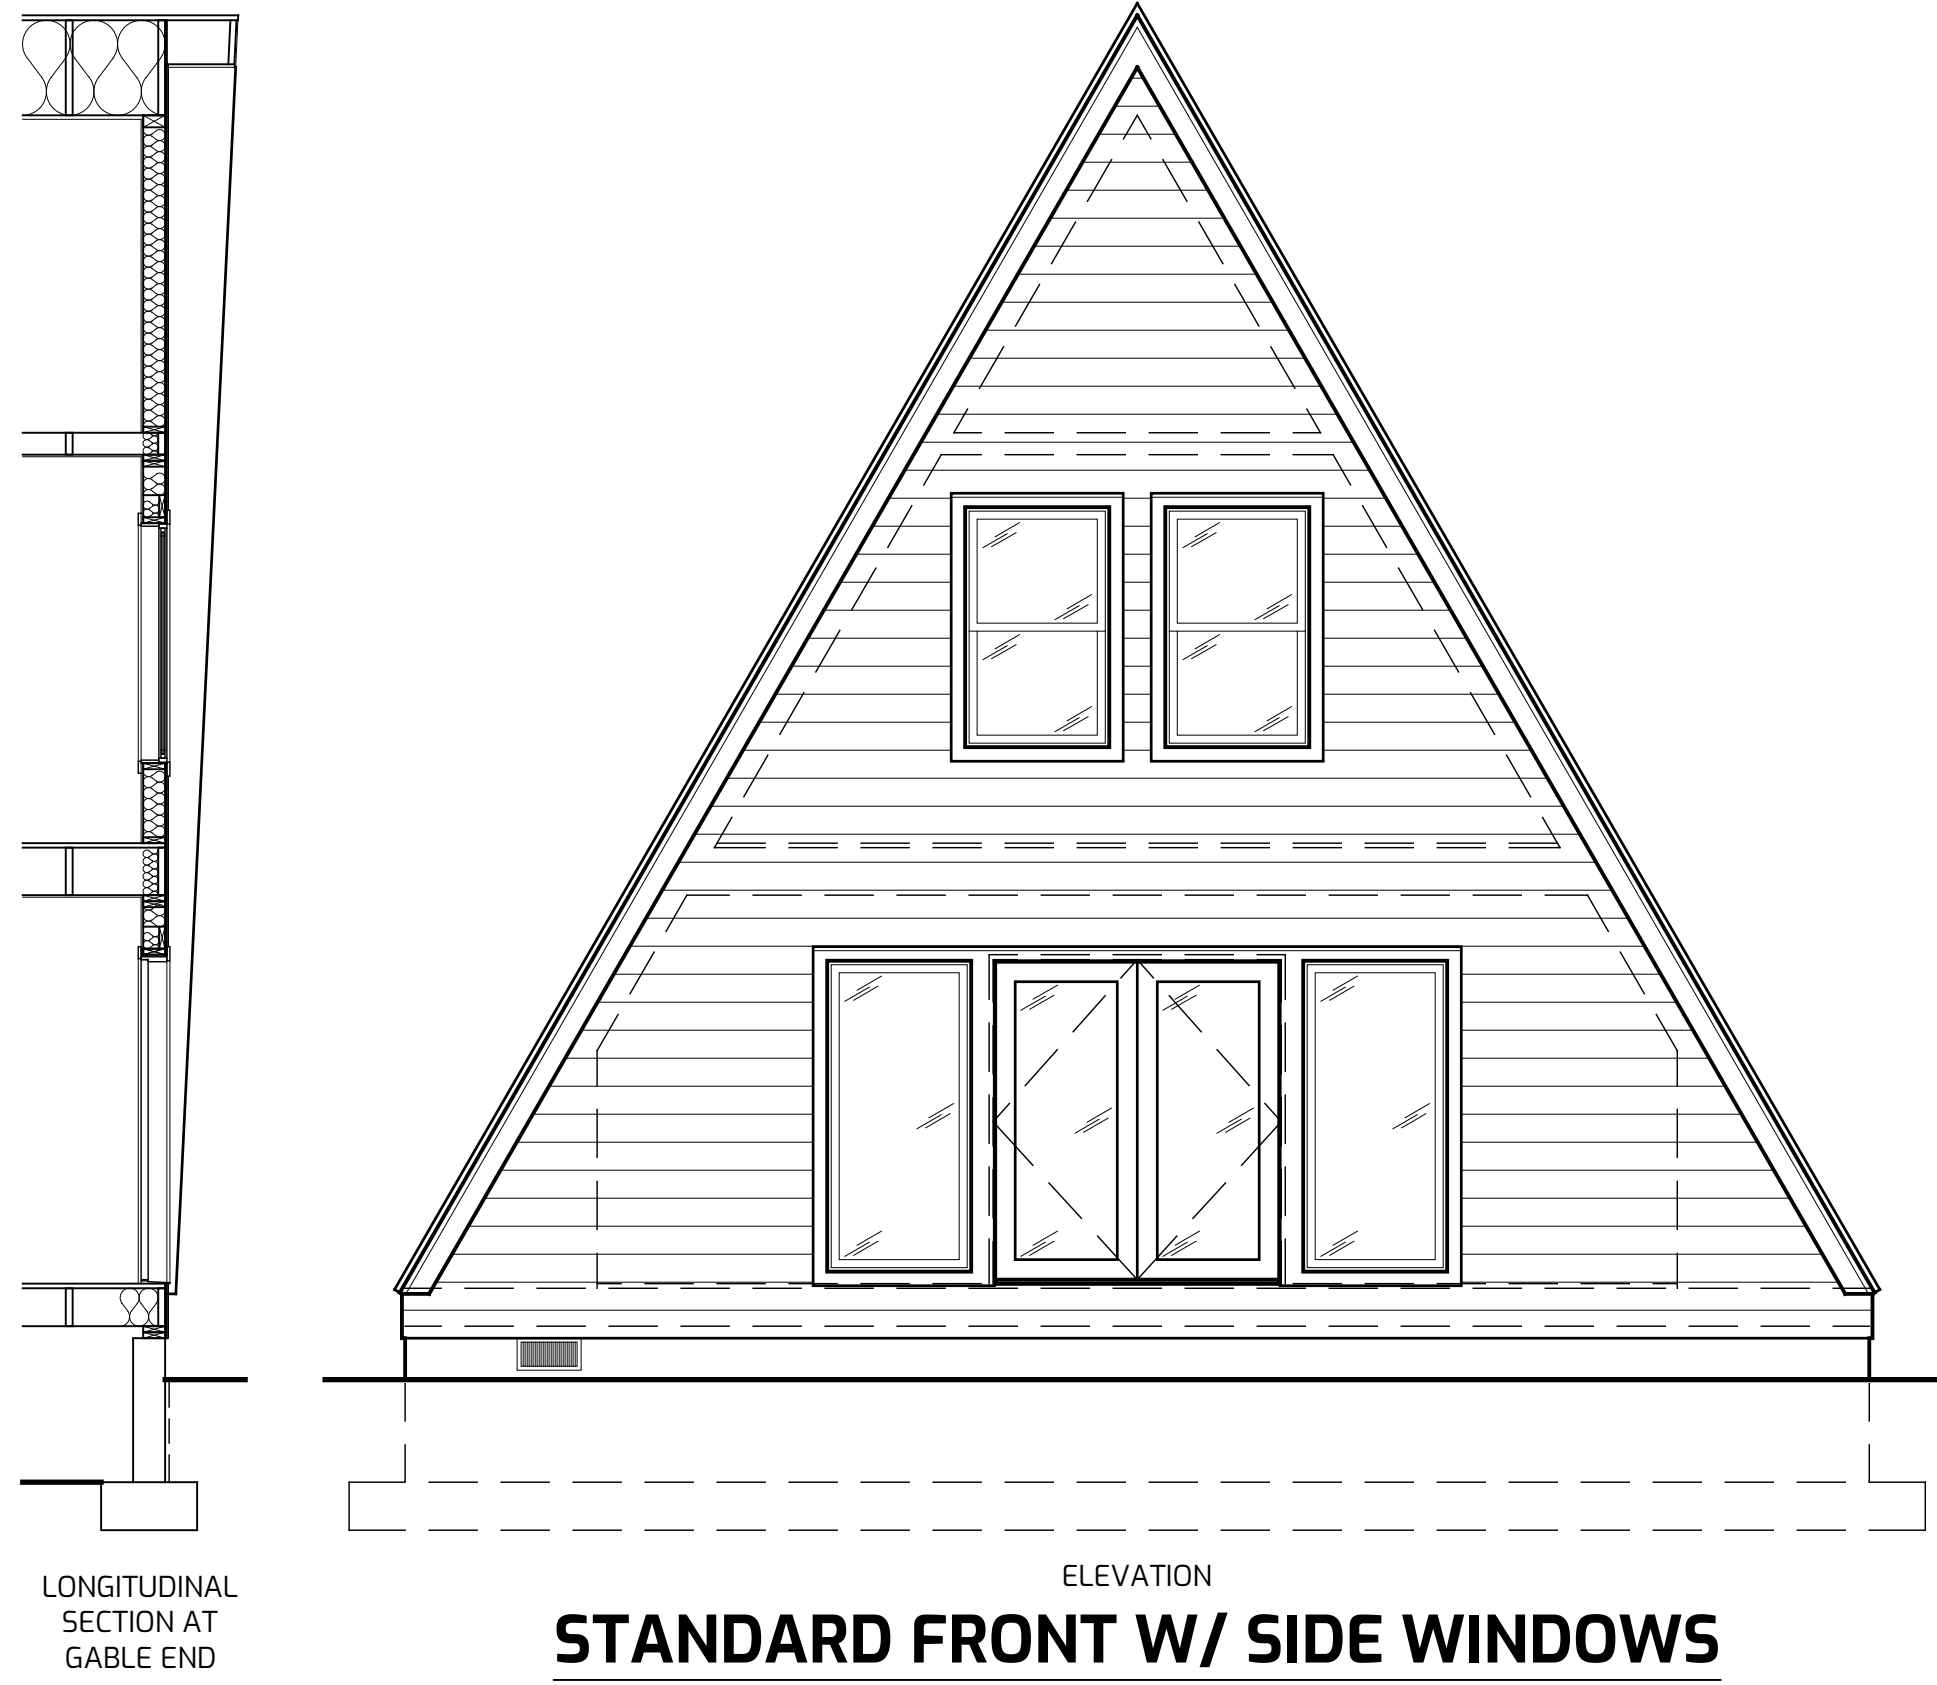 LONGITUDINAL
SECTION AT
GABLE END
ELEVATION
STANDARD FRONT W/ SIDE WINDOWS